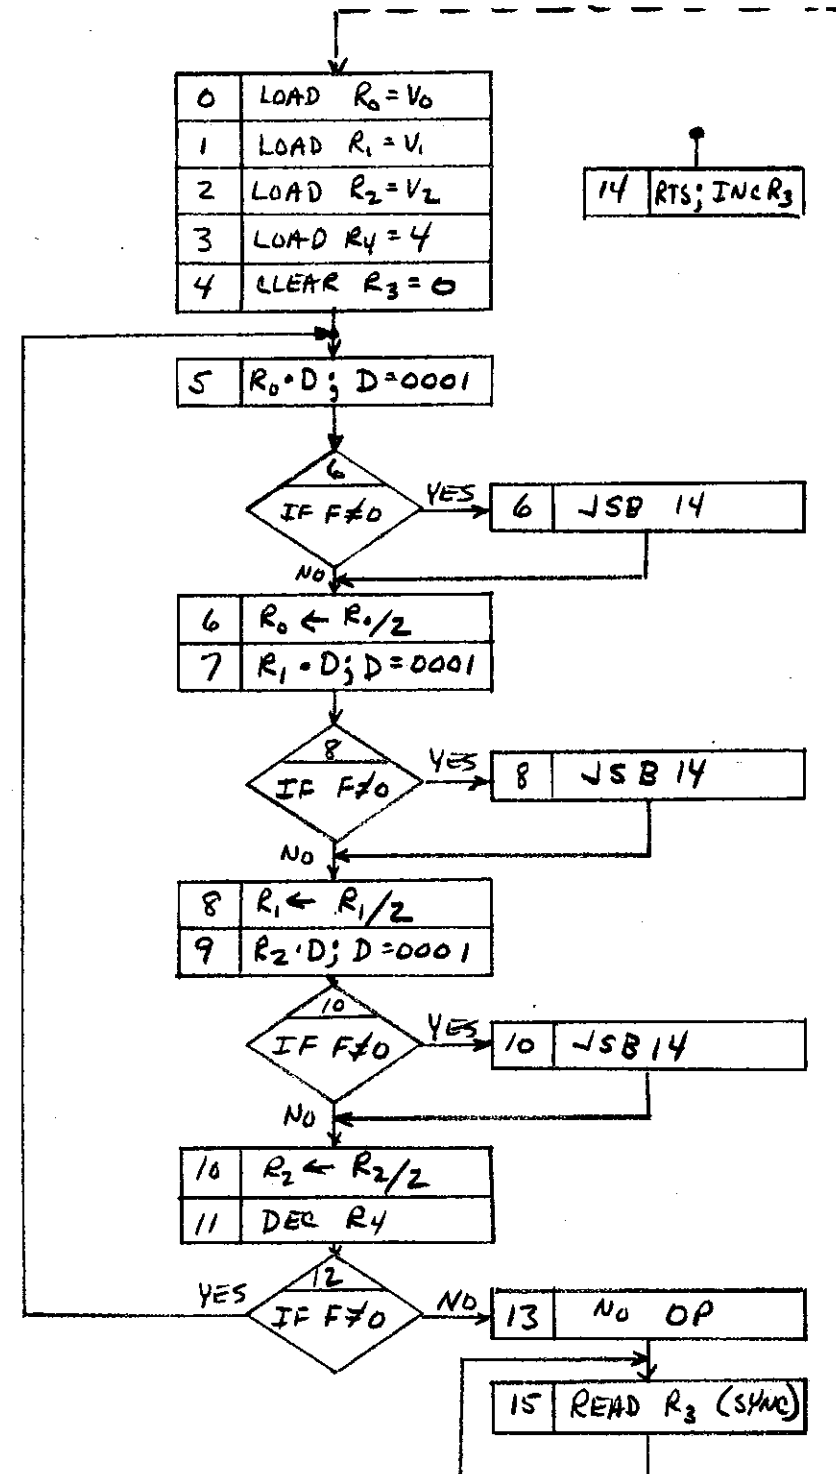 0 LOAD R₀=V₀
1 LOAD R₁=V₁
2 LOAD R₂=V₂
3 LOAD R4=4
4 CLEAR R₃=0
14 RTS; INC R₃
5 R₀·D; D=0001
6
IF F≠0
YES
6 JSB 14
NO
6 R₀ ← R₀/2
7 R₁·D; D=0001
8
IF F≠0
YES
8 JSB 14
NO
8 R₁ ← R₁/2
9 R₂·D; D=0001
10
IF F≠0
YES
10 JSB 14
NO
10 R₂ ← R₂/2
11 DEC R4
12
IF F≠0
YES
NO
13 NO OP
15 READ R₃ (SYNC)